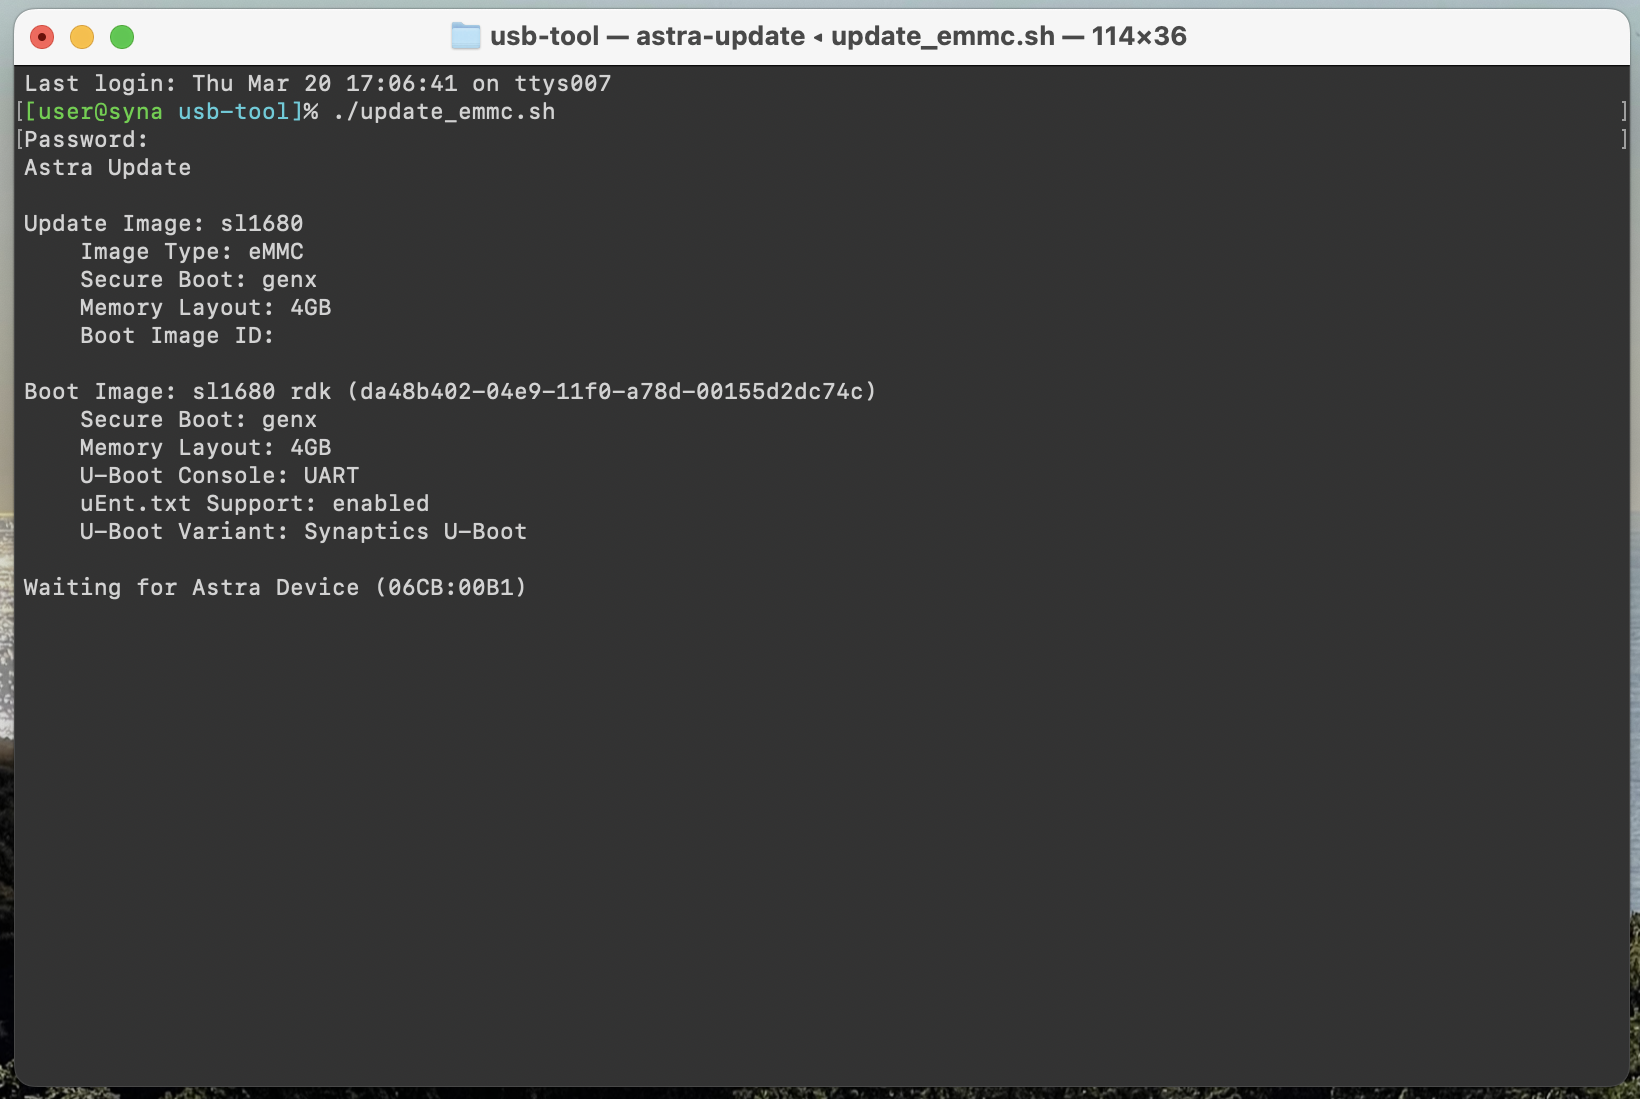 usb-tool — astra-update ◂ update_emmc.sh — 114×36
Last login: Thu Mar 20 17:06:41 on ttys007
[[user@syna usb-tool]% ./update_emmc.sh ]
[Password: ]
Astra Update
Update Image: sl1680
Image Type: eMMC
Secure Boot: genx
Memory Layout: 4GB
Boot Image ID:
Boot Image: sl1680 rdk (da48b402-04e9-11f0-a78d-00155d2dc74c)
Secure Boot: genx
Memory Layout: 4GB
U-Boot Console: UART
uEnt.txt Support: enabled
U-Boot Variant: Synaptics U-Boot
Waiting for Astra Device (06CB:00B1)